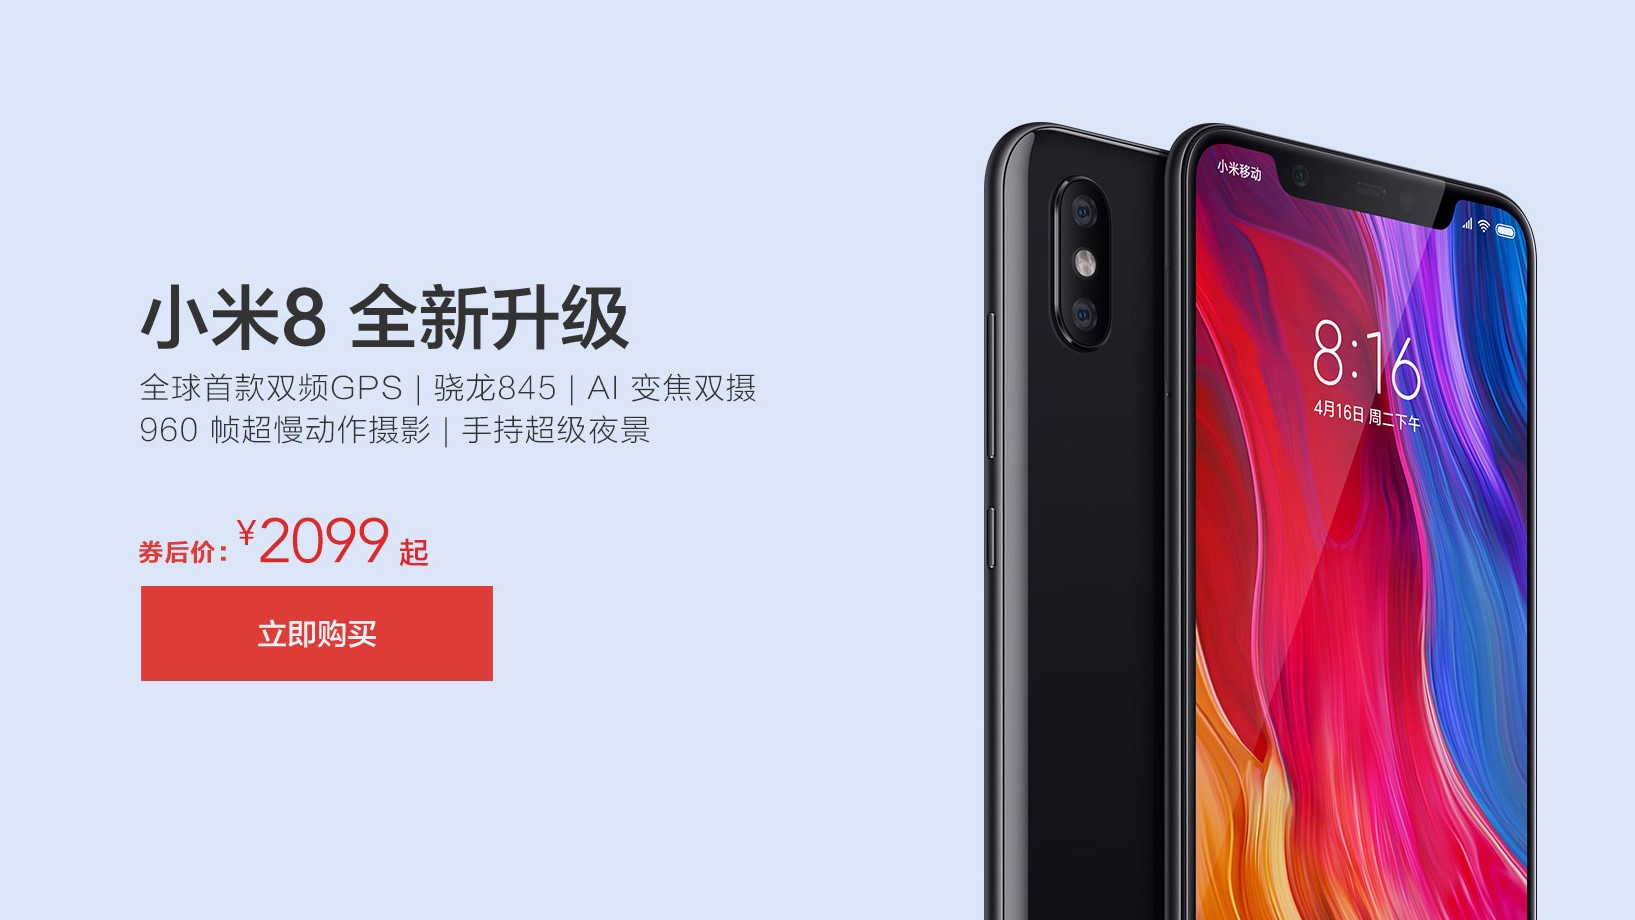 小米8 全新升级
全球首款双频GPS | 骁龙845 | AI 变焦双摄
960 帧超慢动作摄影 | 手持超级夜景
券后价：¥2099 起
立即购买
小米移动
8:16
4月16日 周二下午